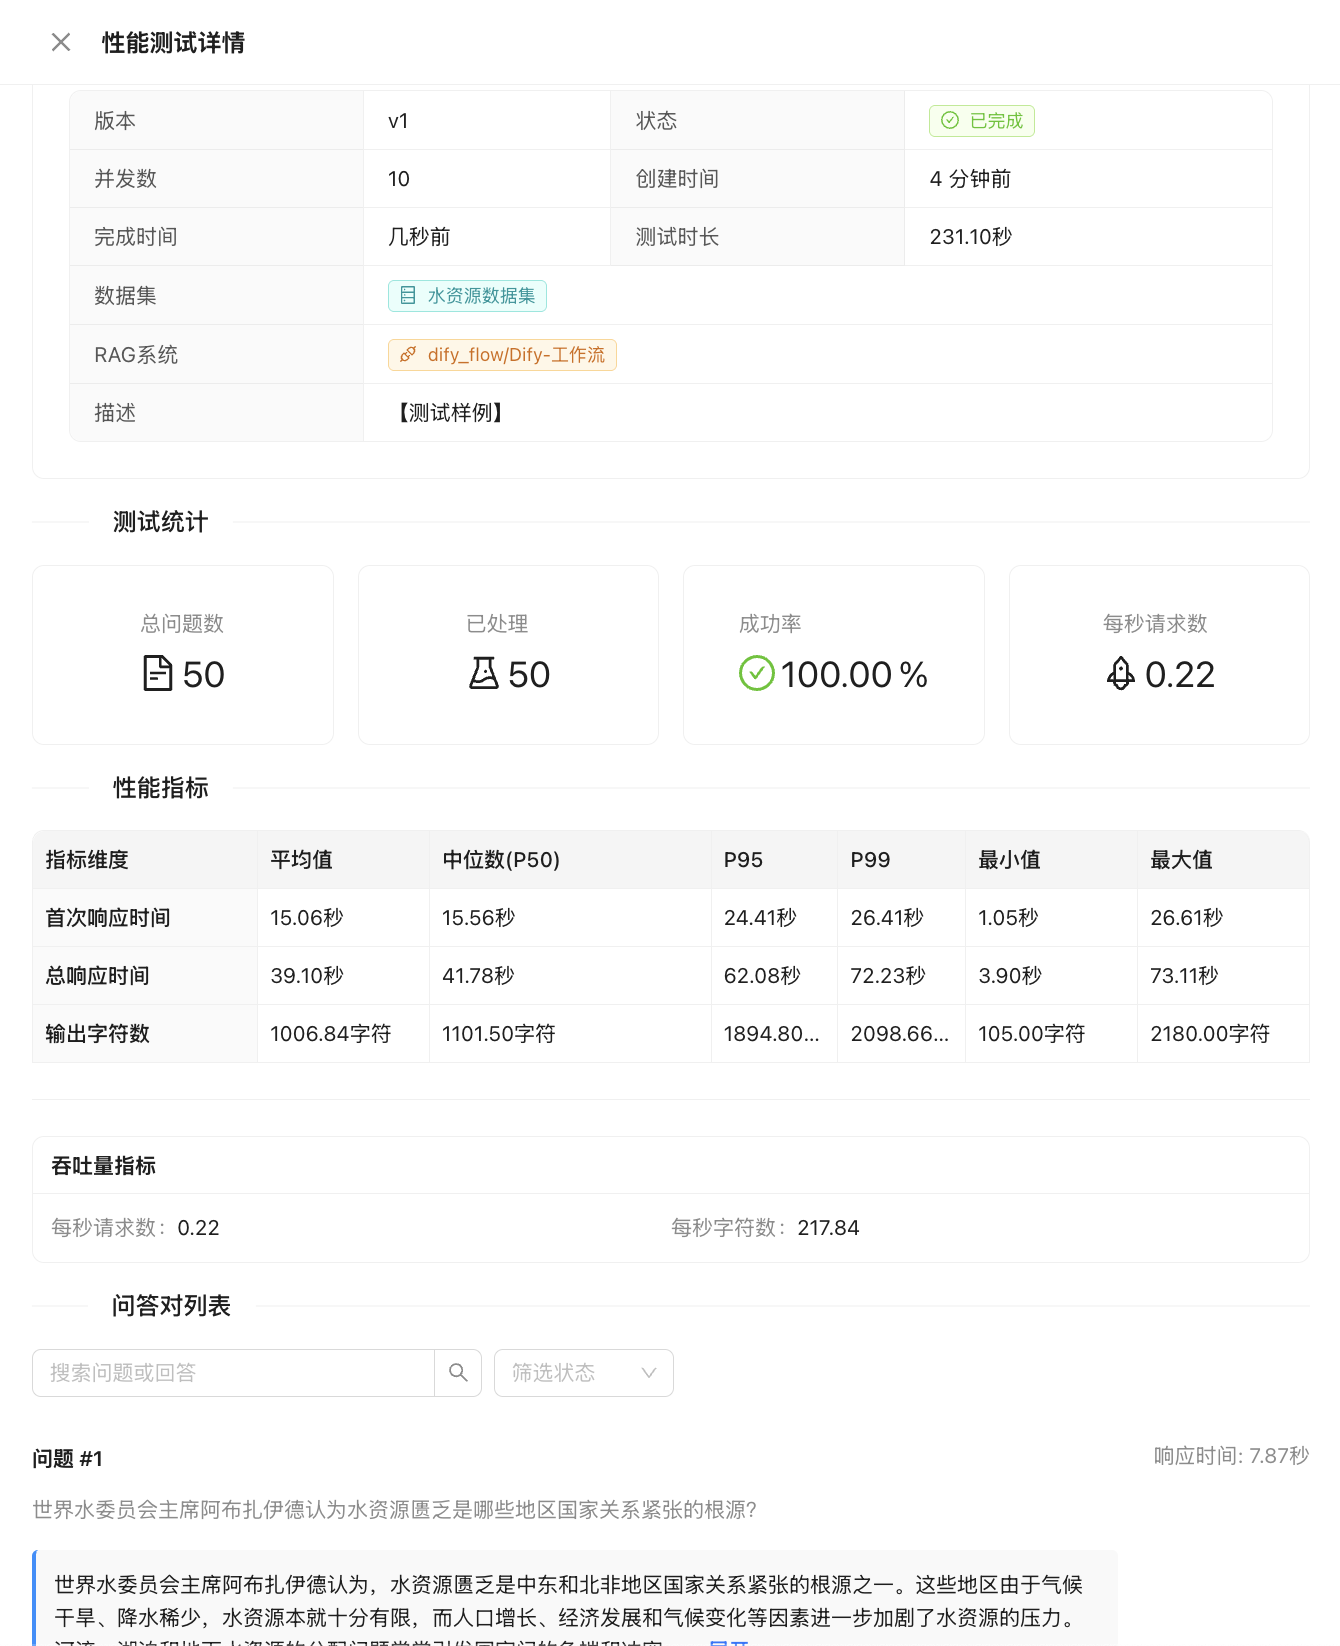 性能测试详情
版本 v1 状态 已完成
并发数 10 创建时间 4 分钟前
完成时间 几秒前 测试时长 231.10秒
数据集 水资源数据集
RAG系统 dify_flow/Dify-工作流
描述 【测试样例】
测试统计
总问题数 已处理 成功率 每秒请求数
50 50 100.00 % 0.22
性能指标
指标维度 平均值 中位数(P50) P95 P99 最小值 最大值
首次响应时间 15.06秒 15.56秒 24.41秒 26.41秒 1.05秒 26.61秒
总响应时间 39.10秒 41.78秒 62.08秒 72.23秒 3.90秒 73.11秒
输出字符数 1006.84字符 1101.50字符 1894.80... 2098.66... 105.00字符 2180.00字符
吞吐量指标
每秒请求数: 0.22 每秒字符数: 217.84
问答对列表
搜索问题或回答 筛选状态
问题 #1 响应时间: 7.87秒
世界水委员会主席阿布扎伊德认为水资源匮乏是哪些地区国家关系紧张的根源?
世界水委员会主席阿布扎伊德认为，水资源匮乏是中东和北非地区国家关系紧张的根源之一。这些地区由于气候
干旱、降水稀少，水资源本就十分有限，而人口增长、经济发展和气候变化等因素进一步加剧了水资源的压力。